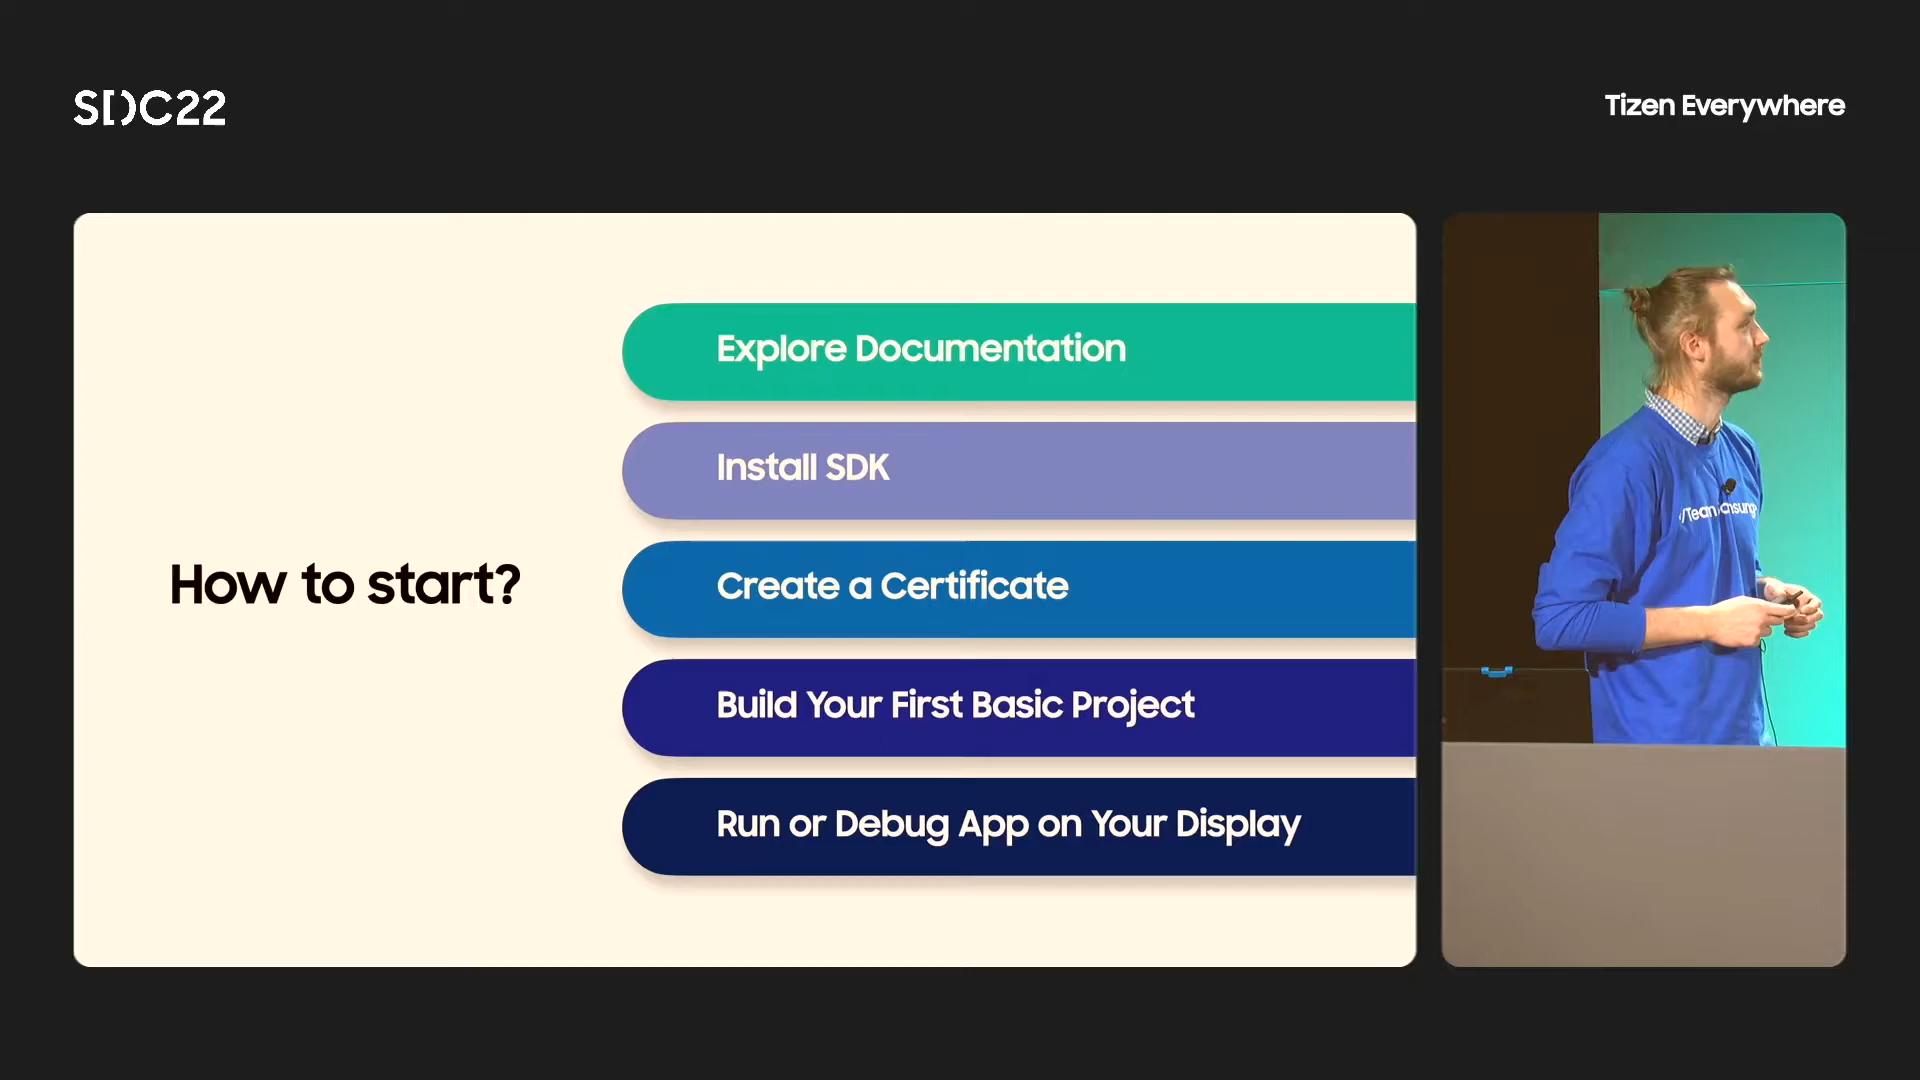 SDC22
Tizen Everywhere
How to start?
Explore Documentation
Install SDK
Create a Certificate
Build Your First Basic Project
Run or Debug App on Your Display